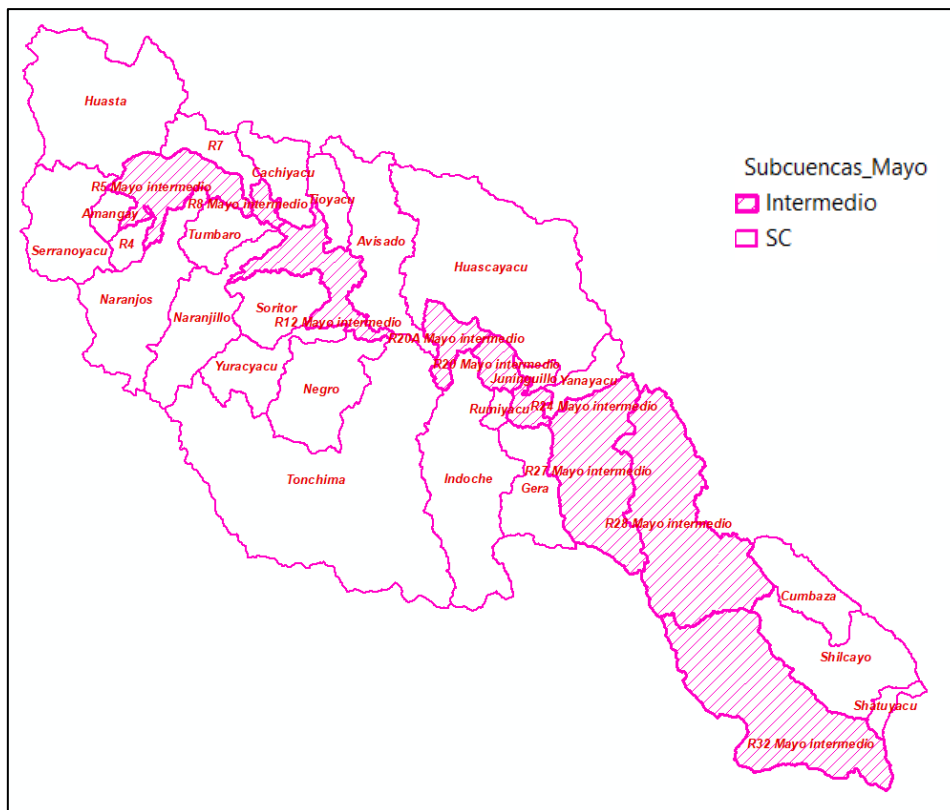 Huasta
R7
Cachiyacu
R5 Mayo intermedio
Tioyacu
R8 Mayo intermedio
Amangay
Tumbaro
R4
Avisado
Serranoyacu
Huascayacu
Naranjos
Soritor
Naranjillo
R12 Mayo intermedio
R20A Mayo intermedio
R20 Mayo intermedio
Yuracyacu
Juninguillo
Yanayacu
Negro
Rumiyacu
R24 Mayo intermedio
R27 Mayo intermedio
Tonchima
Indoche
Gera
R28 Mayo intermedio
Cumbaza
Shilcayo
Shatuyacu
R32 Mayo intermedio
Subcuencas_Mayo
Intermedio
SC